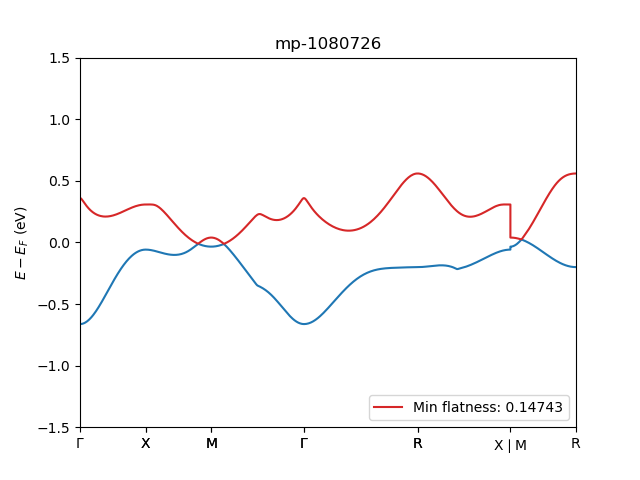 mp-1080726
E − E_F (eV)
1.5
1.0
0.5
0.0
−0.5
−1.0
−1.5
Min flatness: 0.14743
Γ X M Γ R X | M R